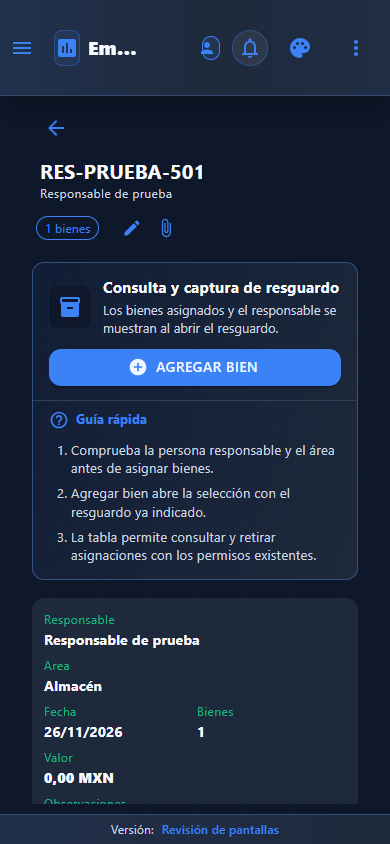 Em...
RES-PRUEBA-501
Responsable de prueba
1 bienes
Consulta y captura de resguardo
Los bienes asignados y el responsable se
muestran al abrir el resguardo.
AGREGAR BIEN
Guía rápida
1. Comprueba la persona responsable y el área
antes de asignar bienes.
2. Agregar bien abre la selección con el
resguardo ya indicado.
3. La tabla permite consultar y retirar
asignaciones con los permisos existentes.
Responsable
Responsable de prueba
Area
Almacén
Fecha Bienes
26/11/2026 1
Valor
0,00 MXN
Observaciones
Versión: Revisión de pantallas